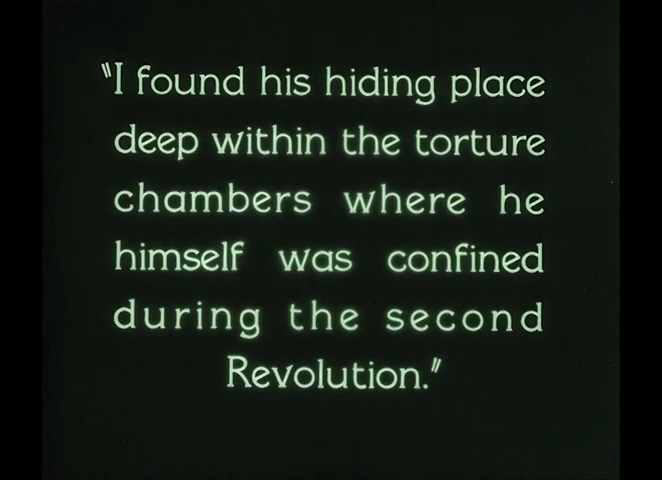 "I found his hiding place
deep within the torture
chambers where he
himself was confined
during the second
Revolution."